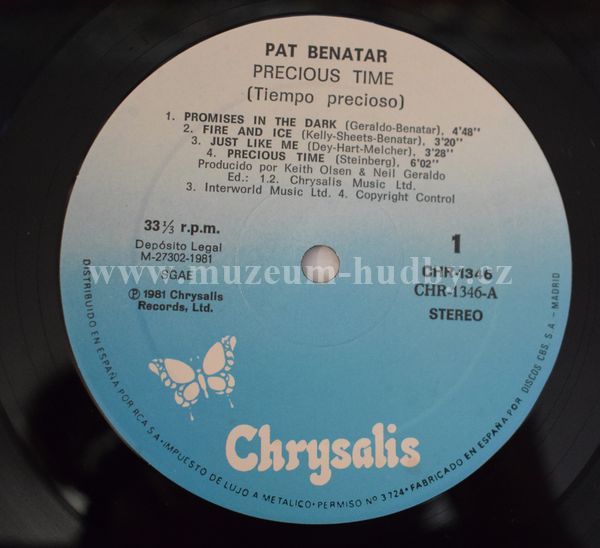 PAT BENATAR
PRECIOUS TIME
(Tiempo precioso)
1. PROMISES IN THE DARK (Geraldo-Benatar), 4'48"
2. FIRE AND ICE (Kelly-Sheets-Benatar), 3'20"
3. JUST LIKE ME (Dey-Hart-Melcher), 3'28"
4. PRECIOUS TIME (Steinberg), 6'02"
Producido por Keith Olsen & Neil Geraldo
Ed.: 1.2. Chrysalis Music Ltd.
3. Interworld Music Ltd. 4. Copyright Control
33 1/3 r.p.m.
Depósito Legal
M-27302-1981
SGAE
Ⓟ 1981 Chrysalis
Records, Ltd.
1
CHR-1346
CHR-1346-A
STEREO
www.muzeum-hudby.cz
Chrysalis
DISTRIBUIDO EN ESPAÑA POR RCA S.A.•IMPUESTO DE LUJO A METALICO•PERMISO Nº 3724•FABRICADO EN ESPAÑA POR DISCOS CBS. S.A. - MADRID